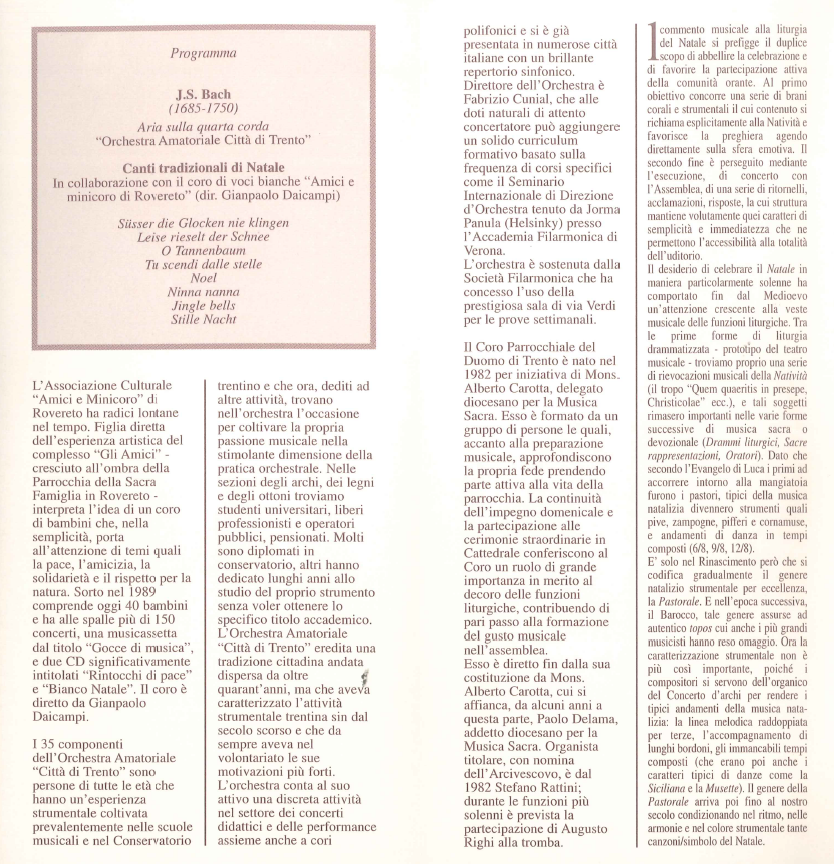 Programma
J.S. Bach
(1685-1750)
Aria sulla quarta corda
"Orchestra Amatoriale Città di Trento"
Canti tradizionali di Natale
In collaborazione con il coro di voci bianche "Amici e
minicoro di Rovereto" (dir. Gianpaolo Daicampi)
Süsser die Glocken nie klingen
Leise rieselt der Schnee
O Tannenbaum
Tu scendi dalle stelle
Noel
Ninna nanna
Jingle bells
Stille Nacht
L'Associazione Culturale
"Amici e Minicoro" di
Rovereto ha radici lontane
nel tempo. Figlia diretta
dell'esperienza artistica del
complesso "Gli Amici" -
cresciuto all'ombra della
Parrocchia della Sacra
Famiglia in Rovereto -
interpreta l'idea di un coro
di bambini che, nella
semplicità, porta
all'attenzione di temi quali
la pace, l'amicizia, la
solidarietà e il rispetto per la
natura. Sorto nel 1989
comprende oggi 40 bambini
e ha alle spalle più di 150
concerti, una musicassetta
dal titolo "Gocce di musica",
e due CD significativamente
intitolati "Rintocchi di pace"
e "Bianco Natale". Il coro è
diretto da Gianpaolo
Daicampi.
I 35 componenti
dell'Orchestra Amatoriale
"Città di Trento" sono
persone di tutte le età che
hanno un'esperienza
strumentale coltivata
prevalentemente nelle scuole
musicali e nel Conservatorio
trentino e che ora, dediti ad
altre attività, trovano
nell'orchestra l'occasione
per coltivare la propria
passione musicale nella
stimolante dimensione della
pratica orchestrale. Nelle
sezioni degli archi, dei legni
e degli ottoni troviamo
studenti universitari, liberi
professionisti e operatori
pubblici, pensionati. Molti
sono diplomati in
conservatorio, altri hanno
dedicato lunghi anni allo
studio del proprio strumento
senza voler ottenere lo
specifico titolo accademico.
L'Orchestra Amatoriale
"Città di Trento" eredita una
tradizione cittadina andata
dispersa da oltre
quarant'anni, ma che aveva
caratterizzato l'attività
strumentale trentina sin dal
secolo scorso e che da
sempre aveva nel
volontariato le sue
motivazioni più forti.
L'orchestra conta al suo
attivo una discreta attività
nel settore dei concerti
didattici e delle performance
assieme anche a cori
polifonici e si è già
presentata in numerose città
italiane con un brillante
repertorio sinfonico.
Direttore dell'Orchestra è
Fabrizio Cunial, che alle
doti naturali di attento
concertatore può aggiungere
un solido curriculum
formativo basato sulla
frequenza di corsi specifici
come il Seminario
Internazionale di Direzione
d'Orchestra tenuto da Jorma
Panula (Helsinky) presso
l'Accademia Filarmonica di
Verona.
L'orchestra è sostenuta dalla
Società Filarmonica che ha
concesso l'uso della
prestigiosa sala di via Verdi
per le prove settimanali.
Il Coro Parrocchiale del
Duomo di Trento è nato nel
1982 per iniziativa di Mons.
Alberto Carotta, delegato
diocesano per la Musica
Sacra. Esso è formato da un
gruppo di persone le quali,
accanto alla preparazione
musicale, approfondiscono
la propria fede prendendo
parte attiva alla vita della
parrocchia. La continuità
dell'impegno domenicale e
la partecipazione alle
cerimonie straordinarie in
Cattedrale conferiscono al
Coro un ruolo di grande
importanza in merito al
decoro delle funzioni
liturgiche, contribuendo di
pari passo alla formazione
del gusto musicale
nell'assemblea.
Esso è diretto fin dalla sua
costituzione da Mons.
Alberto Carotta, cui si
affianca, da alcuni anni a
questa parte, Paolo Delama,
addetto diocesano per la
Musica Sacra. Organista
titolare, con nomina
dell'Arcivescovo, è dal
1982 Stefano Rattini;
durante le funzioni più
solenni è prevista la
partecipazione di Augusto
Righi alla tromba.
l commento musicale alla liturgia
del Natale si prefigge il duplice
scopo di abbellire la celebrazione e
di favorire la partecipazione attiva
della comunità orante. Al primo
obiettivo concorre una serie di brani
corali e strumentali il cui contenuto si
richiama esplicitamente alla Natività e
favorisce la preghiera agendo
direttamente sulla sfera emotiva. Il
secondo fine è perseguito mediante
l'esecuzione, di concerto con
l'Assemblea, di una serie di ritornelli,
acclamazioni, risposte, la cui struttura
mantiene volutamente quei caratteri di
semplicità e immediatezza che ne
permettono l'accessibilità alla totalità
dell'uditorio.
Il desiderio di celebrare il Natale in
maniera particolarmente solenne ha
comportato fin dal Medioevo
un'attenzione crescente alla veste
musicale delle funzioni liturgiche. Tra
le prime forme di liturgia
drammatizzata - prototipo del teatro
musicale - troviamo proprio una serie
di rievocazioni musicali della Natività
(il tropo "Quem quaeritis in presepe,
Christicolae" ecc.), e tali soggetti
rimasero importanti nelle varie forme
successive di musica sacra o
devozionale (Drammi liturgici, Sacre
rappresentazioni, Oratori). Dato che
secondo l'Evangelo di Luca i primi ad
accorrere intorno alla mangiatoia
furono i pastori, tipici della musica
natalizia divennero strumenti quali
pive, zampogne, pifferi e cornamuse,
e andamenti di danza in tempi
composti (6/8, 9/8, 12/8).
E' solo nel Rinascimento però che si
codifica gradualmente il genere
natalizio strumentale per eccellenza,
la Pastorale. E nell'epoca successiva,
il Barocco, tale genere assurse ad
autentico topos cui anche i più grandi
musicisti hanno reso omaggio. Ora la
caratterizzazione strumentale non è
più così importante, poiché i
compositori si servono dell'organico
del Concerto d'archi per rendere i
tipici andamenti della musica nata-
lizia: la linea melodica raddoppiata
per terze, l'accompagnamento di
lunghi bordoni, gli immancabili tempi
composti (che erano poi anche i
caratteri tipici di danze come la
Siciliana e la Musette). Il genere della
Pastorale arriva poi fino al nostro
secolo condizionando nel ritmo, nelle
armonie e nel colore strumentale tante
canzoni/simbolo del Natale.